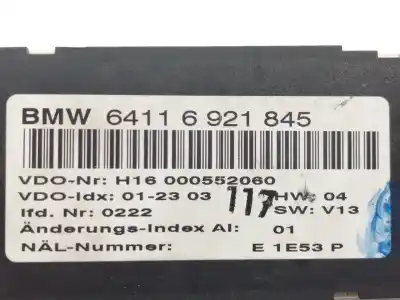 BMW 6411 6 921 845
VDO-Nr: H16 000552060
VDO-Idx: 01-23 03 117 HW: 04
lfd. Nr: 0222 SW: V13
Änderungs-Index AI: 01
NÄL-Nummer: E 1E53 P